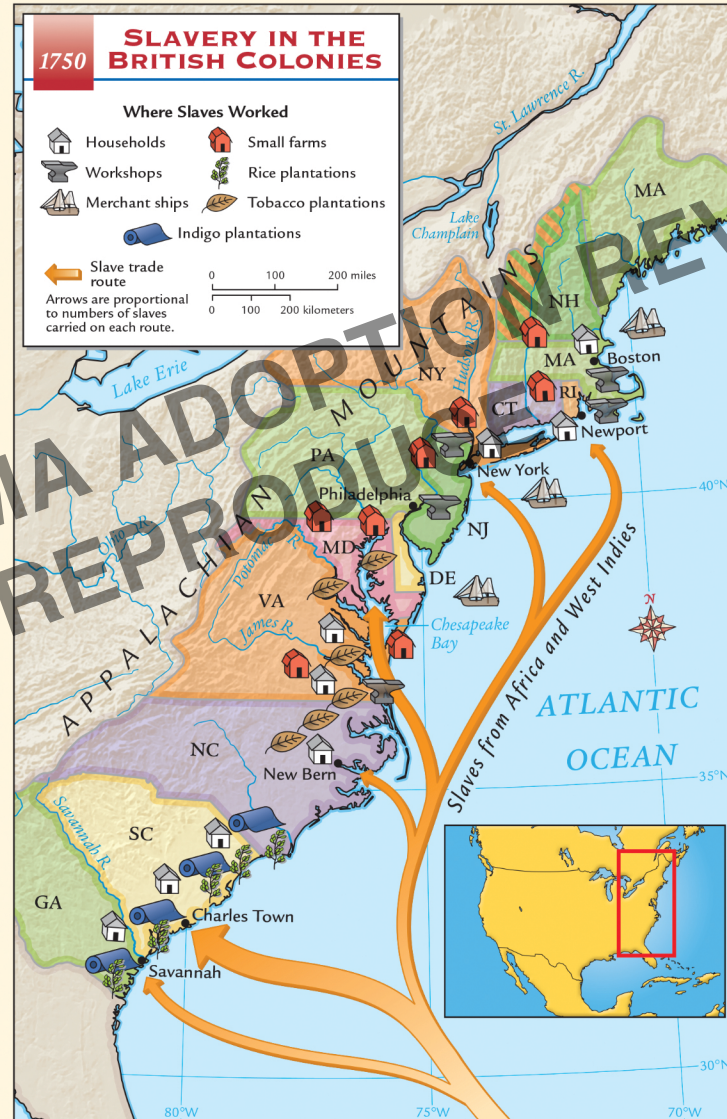 1750
SLAVERY IN THE
BRITISH COLONIES
Where Slaves Worked
Households
Small farms
Workshops
Rice plantations
Merchant ships
Tobacco plantations
Indigo plantations
Slave trade
route
Arrows are proportional
to numbers of slaves
carried on each route.
0 100 200 miles
0 100 200 kilometers
St. Lawrence R.
Lake
Champlain
MA
NH
MA
Boston
Lake Erie
NY
Hudson R.
CT
RI
Newport
APPALACHIAN MOUNTAINS
PA
New York
40°N
Philadelphia
NJ
Ohio R.
Potomac R.
MD
DE
VA
James R.
Chesapeake
Bay
N
Slaves from Africa and West Indies
ATLANTIC
OCEAN
NC
New Bern
35°N
Savannah R.
SC
GA
Charles Town
Savannah
30°N
80°W
75°W
70°W
ADOPTION REV
REPRODUCE